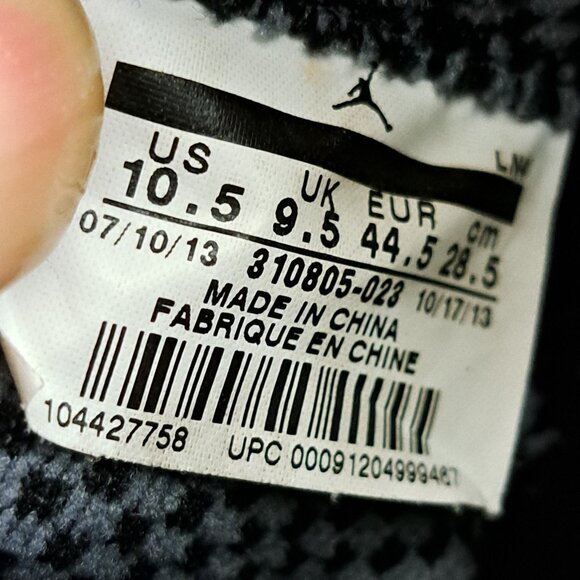 US UK EUR cm
10.5 9.5 44.5 28.5
07/10/13 310805-023 10/17/13
MADE IN CHINA
FABRIQUE EN CHINE
104427758 UPC 00091204999487